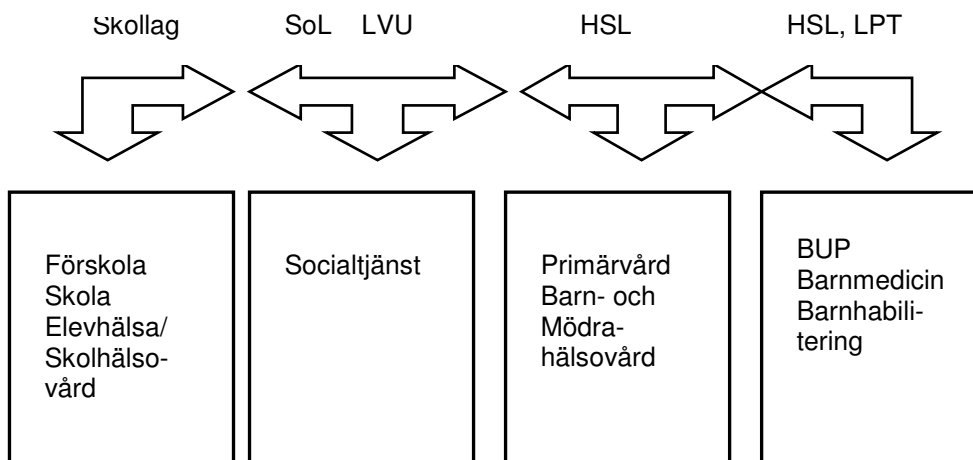 Skollag
SoL LVU
HSL
HSL, LPT
Förskola
Skola
Elevhälsa/
Skolhälso-
vård
Socialtjänst
Primärvård
Barn- och
Mödra-
hälsovård
BUP
Barnmedicin
Barnhabili-
tering